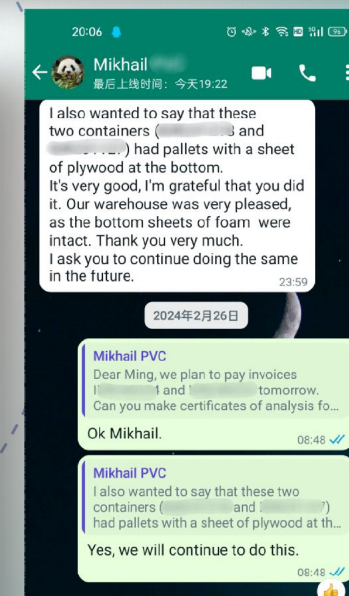 20:06
Mikhail
最后上线时间：今天19:22
I also wanted to say that these
two containers ( 3 and
) had pallets with a sheet
of plywood at the bottom.
It's very good, I'm grateful that you did
it. Our warehouse was very pleased,
as the bottom sheets of foam were
intact. Thank you very much.
I ask you to continue doing the same
in the future.
23:59
2024年2月26日
Mikhail PVC
Dear Ming, we plan to pay invoices
and tomorrow.
Can you make certificates of analysis fo...
Ok Mikhail.
08:48
Mikhail PVC
I also wanted to say that these two
containers ( and 7)
had pallets with a sheet of plywood at th...
Yes, we will continue to do this.
08:48